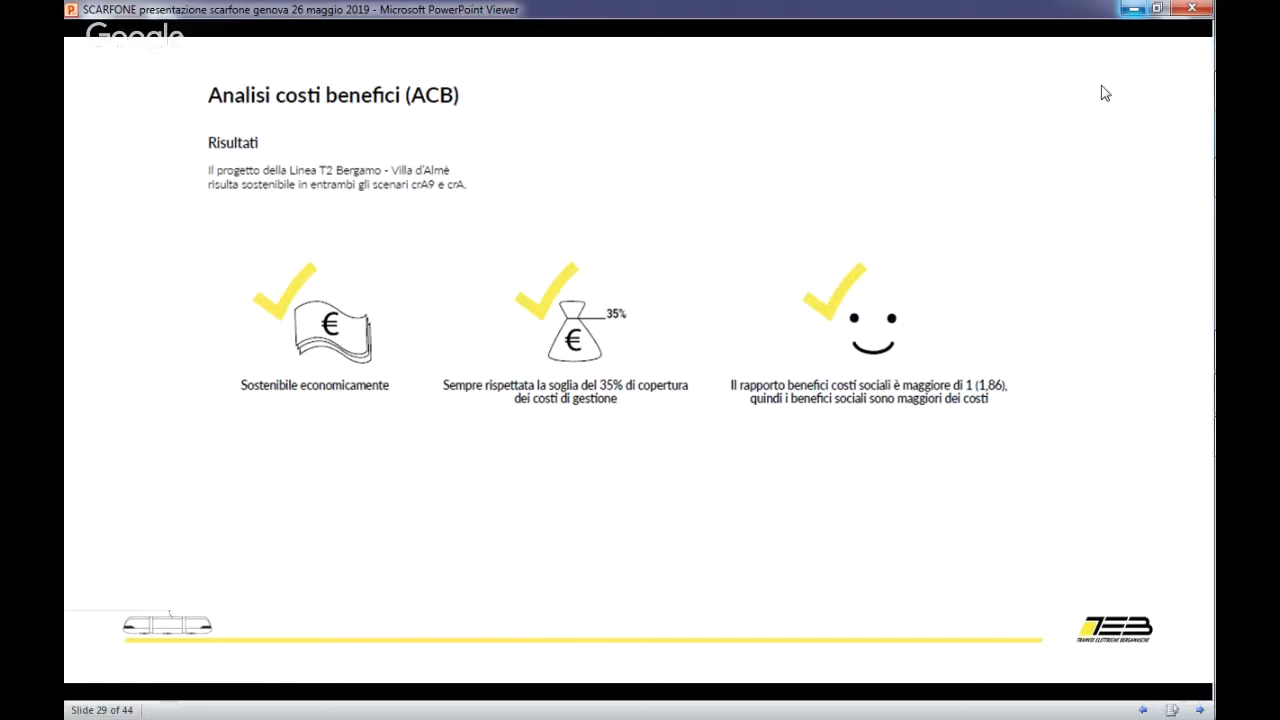 SCARFONE presentazione scarfone genova 26 maggio 2019 - Microsoft PowerPoint Viewer
Google
Analisi costi benefici (ACB)
Risultati
Il progetto della Linea T2 Bergamo - Villa d'Almè
risulta sostenibile in entrambi gli scenari crA9 e crA.
€
€
35%
Sostenibile economicamente
Sempre rispettata la soglia del 35% di copertura
dei costi di gestione
Il rapporto benefici costi sociali è maggiore di 1 (1,86),
quindi i benefici sociali sono maggiori dei costi
TEB
TRAMVIE ELETTRICHE BERGAMASCHE
Slide 29 of 44